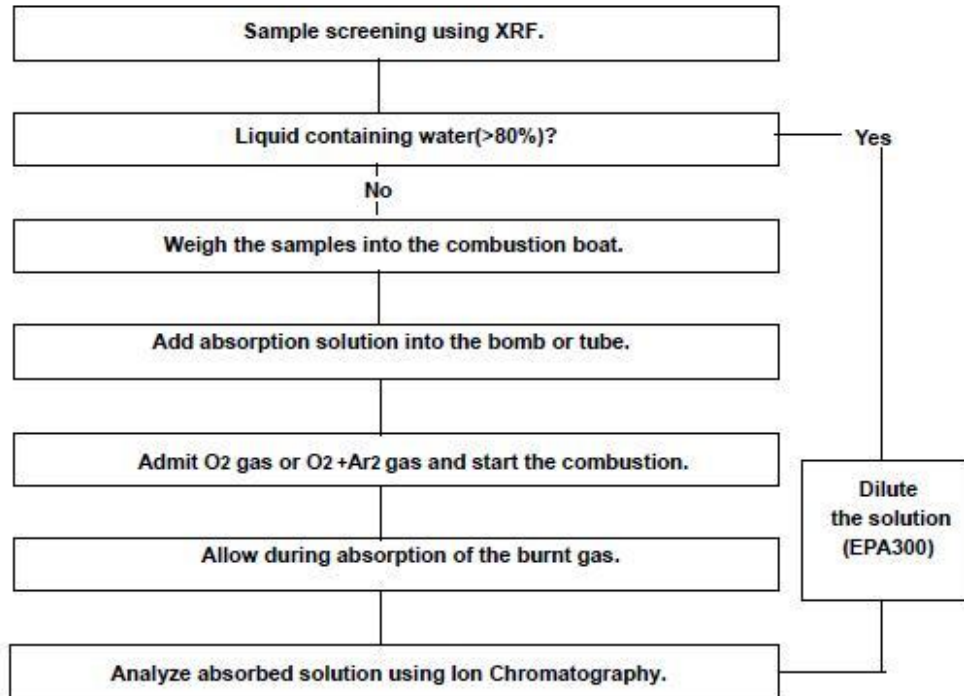 Sample screening using XRF.
Liquid containing water(>80%)?
Yes
No
Weigh the samples into the combustion boat.
Add absorption solution into the bomb or tube.
Admit O2 gas or O2 +Ar2 gas and start the combustion.
Dilute
the solution
(EPA300)
Allow during absorption of the burnt gas.
Analyze absorbed solution using Ion Chromatography.